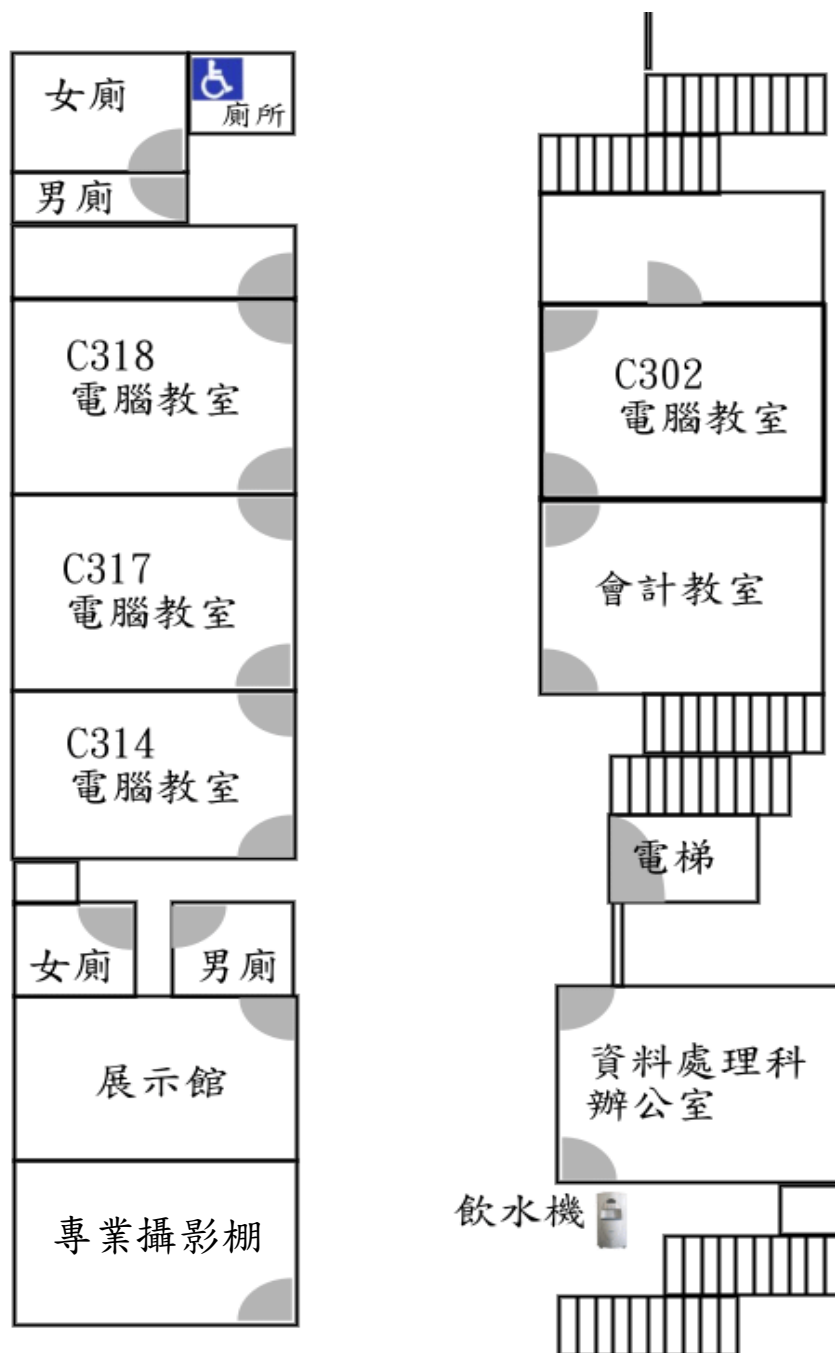 女廁
廁所
男廁
C318
電腦教室
C317
電腦教室
C314
電腦教室
女廁
男廁
展示館
專業攝影棚
C302
電腦教室
會計教室
電梯
資料處理科
辦公室
飲水機